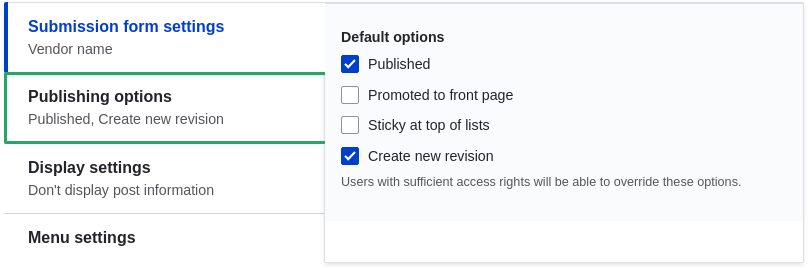 Submission form settings
Vendor name
Publishing options
Published, Create new revision
Display settings
Don't display post information
Menu settings
Default options
Published
Promoted to front page
Sticky at top of lists
Create new revision
Users with sufficient access rights will be able to override these options.